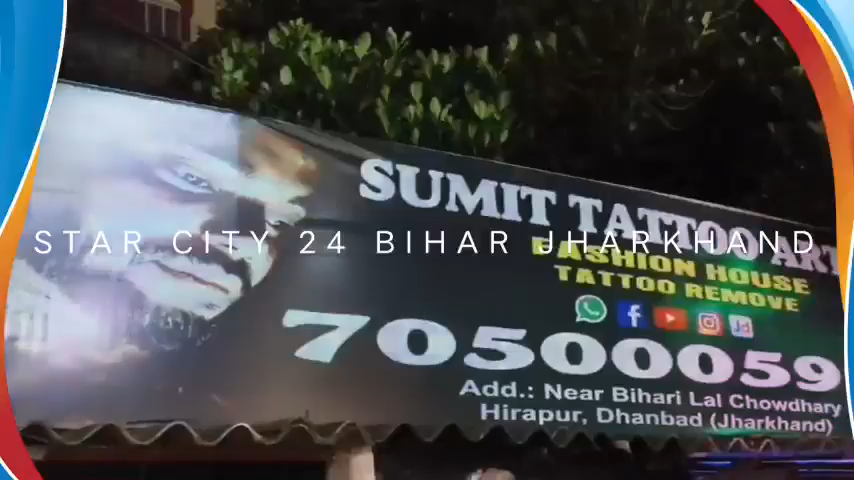 SUMIT TATTOO ART
STAR CITY 24 BIHAR JHARKHAND
FASHION HOUSE
TATTOO REMOVE
Jd
70500059
Add.: Near Bihari Lal Chowdhary
Hirapur, Dhanbad (Jharkhand)